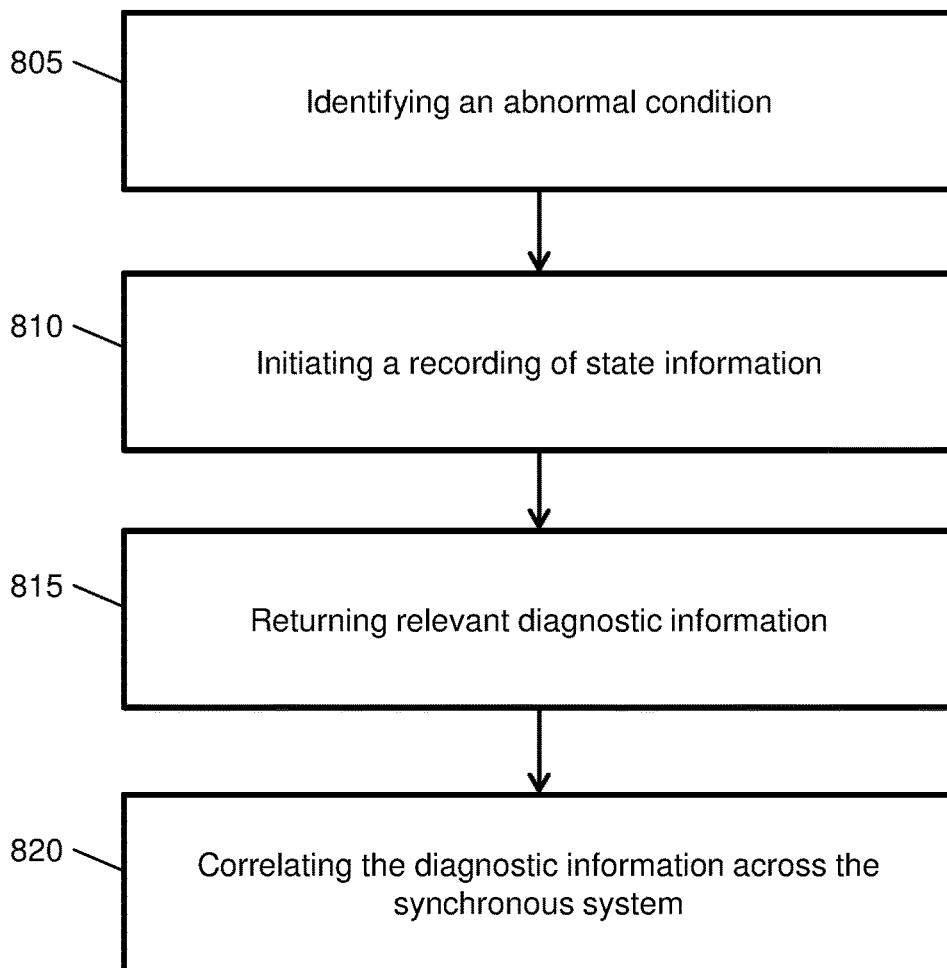 805
Identifying an abnormal condition
810
Initiating a recording of state information
815
Returning relevant diagnostic information
820
Correlating the diagnostic information across the
synchronous system